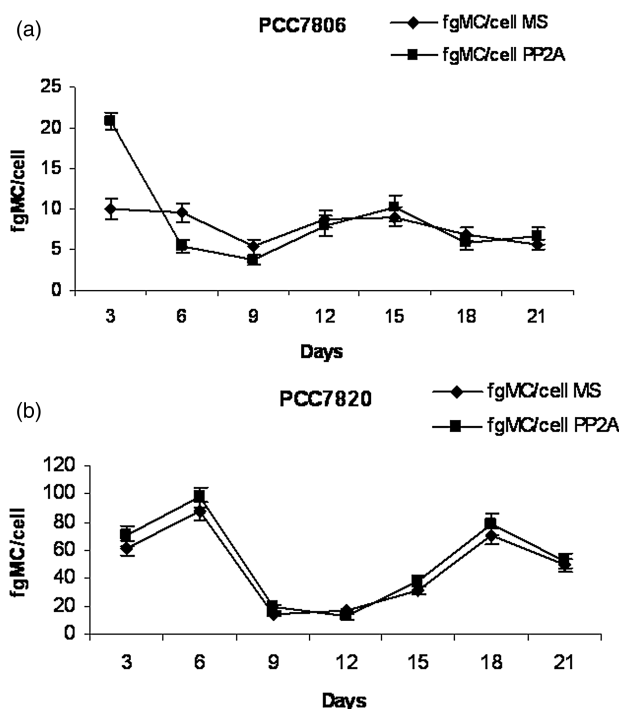 (a)
PCC7806
fgMC/cell MS
fgMC/cell PP2A
fgMC/cell
25
20
15
10
5
0
3 6 9 12 15 18 21
Days
(b)
PCC7820
fgMC/cell MS
fgMC/cell PP2A
fgMC/cell
120
100
80
60
40
20
0
3 6 9 12 15 18 21
Days